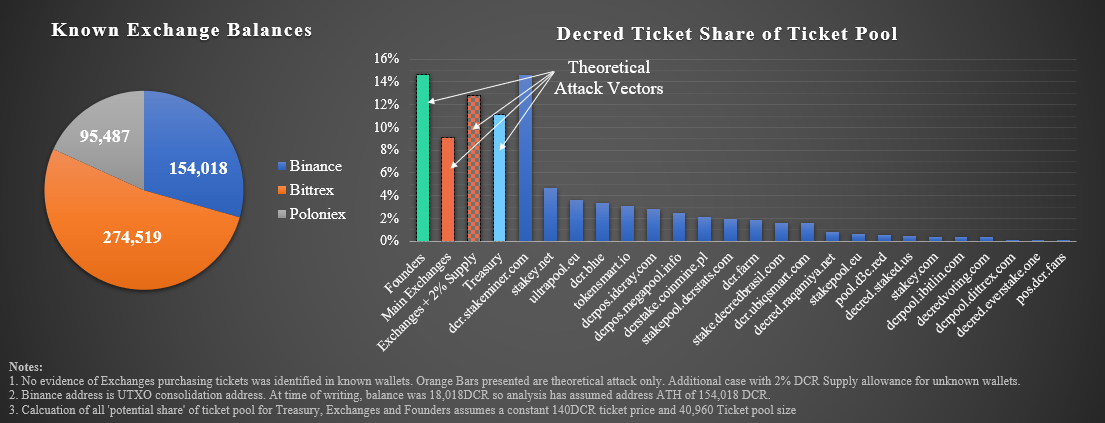 Known Exchange Balances
95,487
154,018
274,519
Binance
Bittrex
Poloniex
Decred Ticket Share of Ticket Pool
16%
14%
12%
10%
8%
6%
4%
2%
0%
Theoretical
Attack Vectors
Founders
Main Exchanges
Exchanges + 2% Supply
Treasury
dcr.stakeminer.com
stakey.net
ultrapool.eu
dcr.blue
tokensmart.io
dcrpos.idcray.com
dcrpos.megapool.info
dcrstake.coinmine.pl
stakepool.dcrstats.com
dcr.farm
stake.decredbrasil.com
dcr.ubiqsmart.com
decred.raqamiya.net
stakepool.eu
pool.d3c.red
decred.staked.us
stakey.com
dcrpool.ibitlin.com
decredvoting.com
dcrpool.dittrex.com
decred.everstake.one
pos.dcr.fans
Notes:
1. No evidence of Exchanges purchasing tickets was identified in known wallets. Orange Bars presented are theoretical attack only. Additional case with 2% DCR Supply allowance for unknown wallets.
2. Binance address is UTXO consolidation address. At time of writing, balance was 18,018DCR so analysis has assumed address ATH of 154,018 DCR.
3. Calcuation of all 'potential share' of ticket pool for Treasury, Exchanges and Founders assumes a constant 140DCR ticket price and 40,960 Ticket pool size